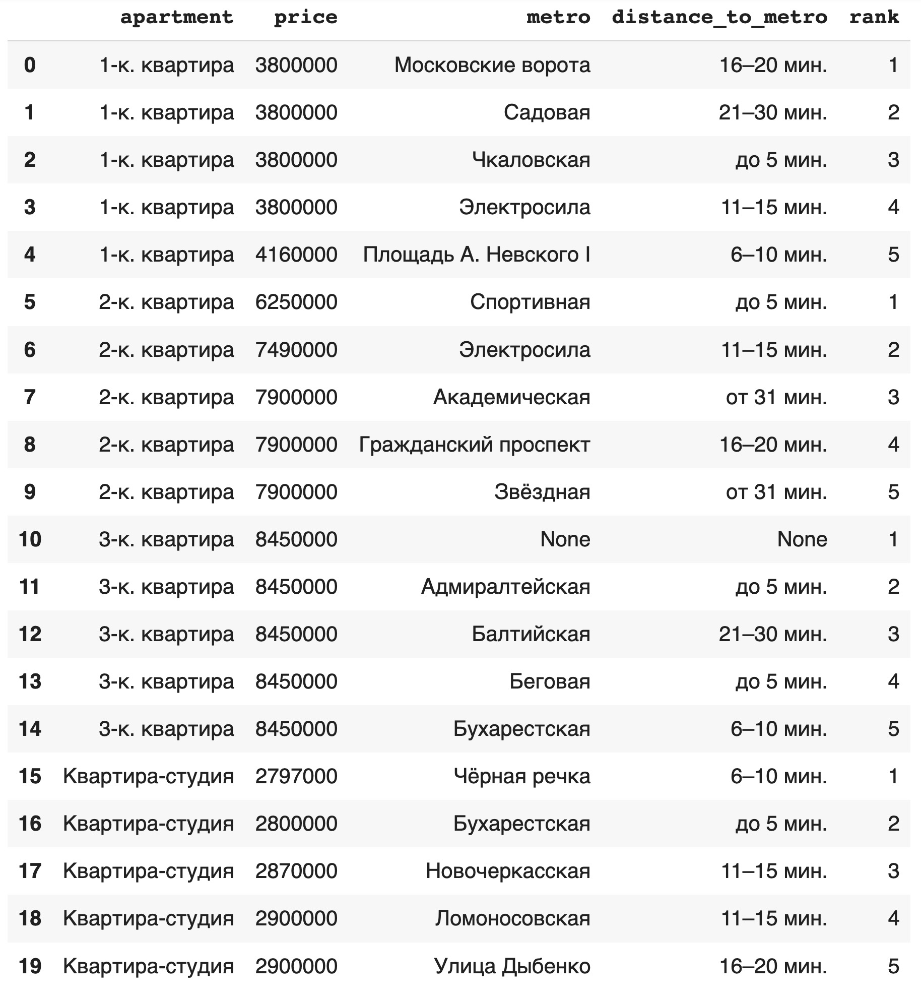 apartment price metro distance_to_metro rank
0 1-к. квартира 3800000 Московские ворота 16–20 мин. 1
1 1-к. квартира 3800000 Садовая 21–30 мин. 2
2 1-к. квартира 3800000 Чкаловская до 5 мин. 3
3 1-к. квартира 3800000 Электросила 11–15 мин. 4
4 1-к. квартира 4160000 Площадь А. Невского I 6–10 мин. 5
5 2-к. квартира 6250000 Спортивная до 5 мин. 1
6 2-к. квартира 7490000 Электросила 11–15 мин. 2
7 2-к. квартира 7900000 Академическая от 31 мин. 3
8 2-к. квартира 7900000 Гражданский проспект 16–20 мин. 4
9 2-к. квартира 7900000 Звёздная от 31 мин. 5
10 3-к. квартира 8450000 None None 1
11 3-к. квартира 8450000 Адмиралтейская до 5 мин. 2
12 3-к. квартира 8450000 Балтийская 21–30 мин. 3
13 3-к. квартира 8450000 Беговая до 5 мин. 4
14 3-к. квартира 8450000 Бухарестская 6–10 мин. 5
15 Квартира-студия 2797000 Чёрная речка 6–10 мин. 1
16 Квартира-студия 2800000 Бухарестская до 5 мин. 2
17 Квартира-студия 2870000 Новочеркасская 11–15 мин. 3
18 Квартира-студия 2900000 Ломоносовская 11–15 мин. 4
19 Квартира-студия 2900000 Улица Дыбенко 16–20 мин. 5